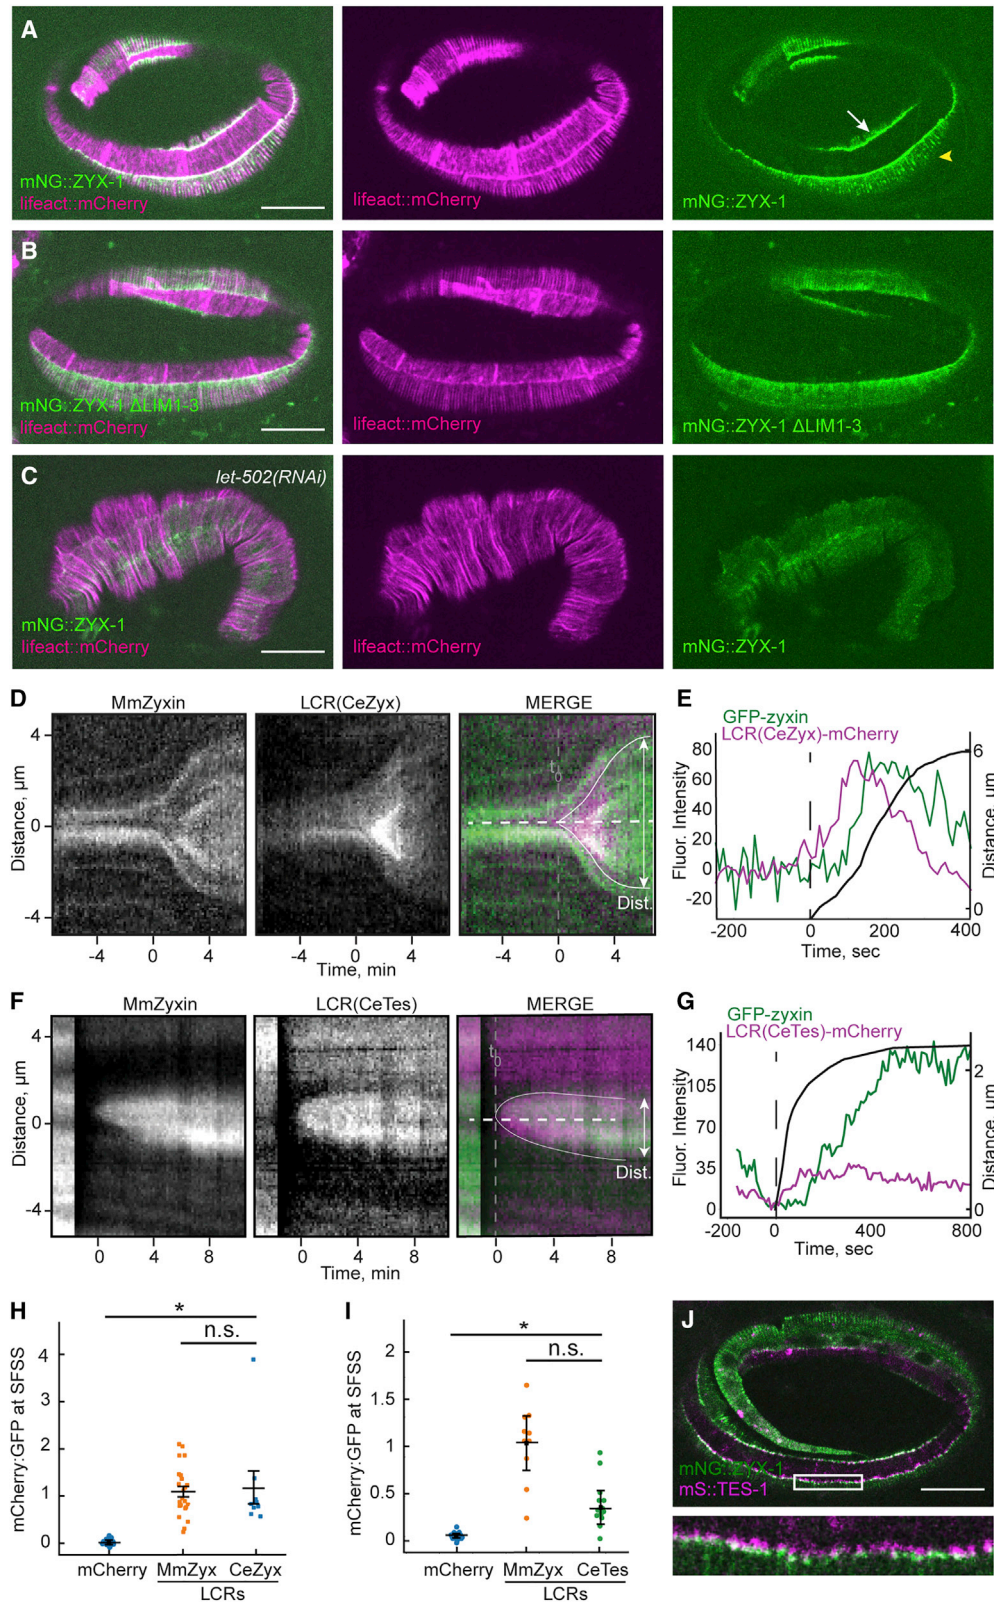 A
mNG::ZYX-1
lifeact::mCherry
lifeact::mCherry
mNG::ZYX-1
B
mNG::ZYX-1 ΔLIM1-3
lifeact::mCherry
lifeact::mCherry
mNG::ZYX-1 ΔLIM1-3
C
let-502(RNAi)
mNG::ZYX-1
lifeact::mCherry
lifeact::mCherry
mNG::ZYX-1
D
MmZyxin
LCR(CeZyx)
MERGE
Distance, µm
4
0
-4
t0
Dist.
-4 0 4
-4 0 4
-4 0 4
Time, min
E
GFP-zyxin
LCR(CeZyx)-mCherry
Fluor. Intensity
80
60
40
20
0
-20
6
0
Distance, µm
-200 0 200 400
Time, sec
F
MmZyxin
LCR(CeTes)
MERGE
Distance, µm
4
0
-4
t0
Dist.
0 4 8
0 4 8
0 4 8
Time, min
G
GFP-zyxin
LCR(CeTes)-mCherry
Fluor. Intensity
140
105
70
35
0
2
0
Distance, µm
-200 0 400 800
Time, sec
H
*
n.s.
mCherry:GFP at SFSS
4
3
2
1
0
mCherry MmZyx CeZyx
LCRs
I
*
n.s.
mCherry:GFP at SFSS
2
1.5
1
0.5
0
mCherry MmZyx CeTes
LCRs
J
mNG::ZYX-1
mS::TES-1